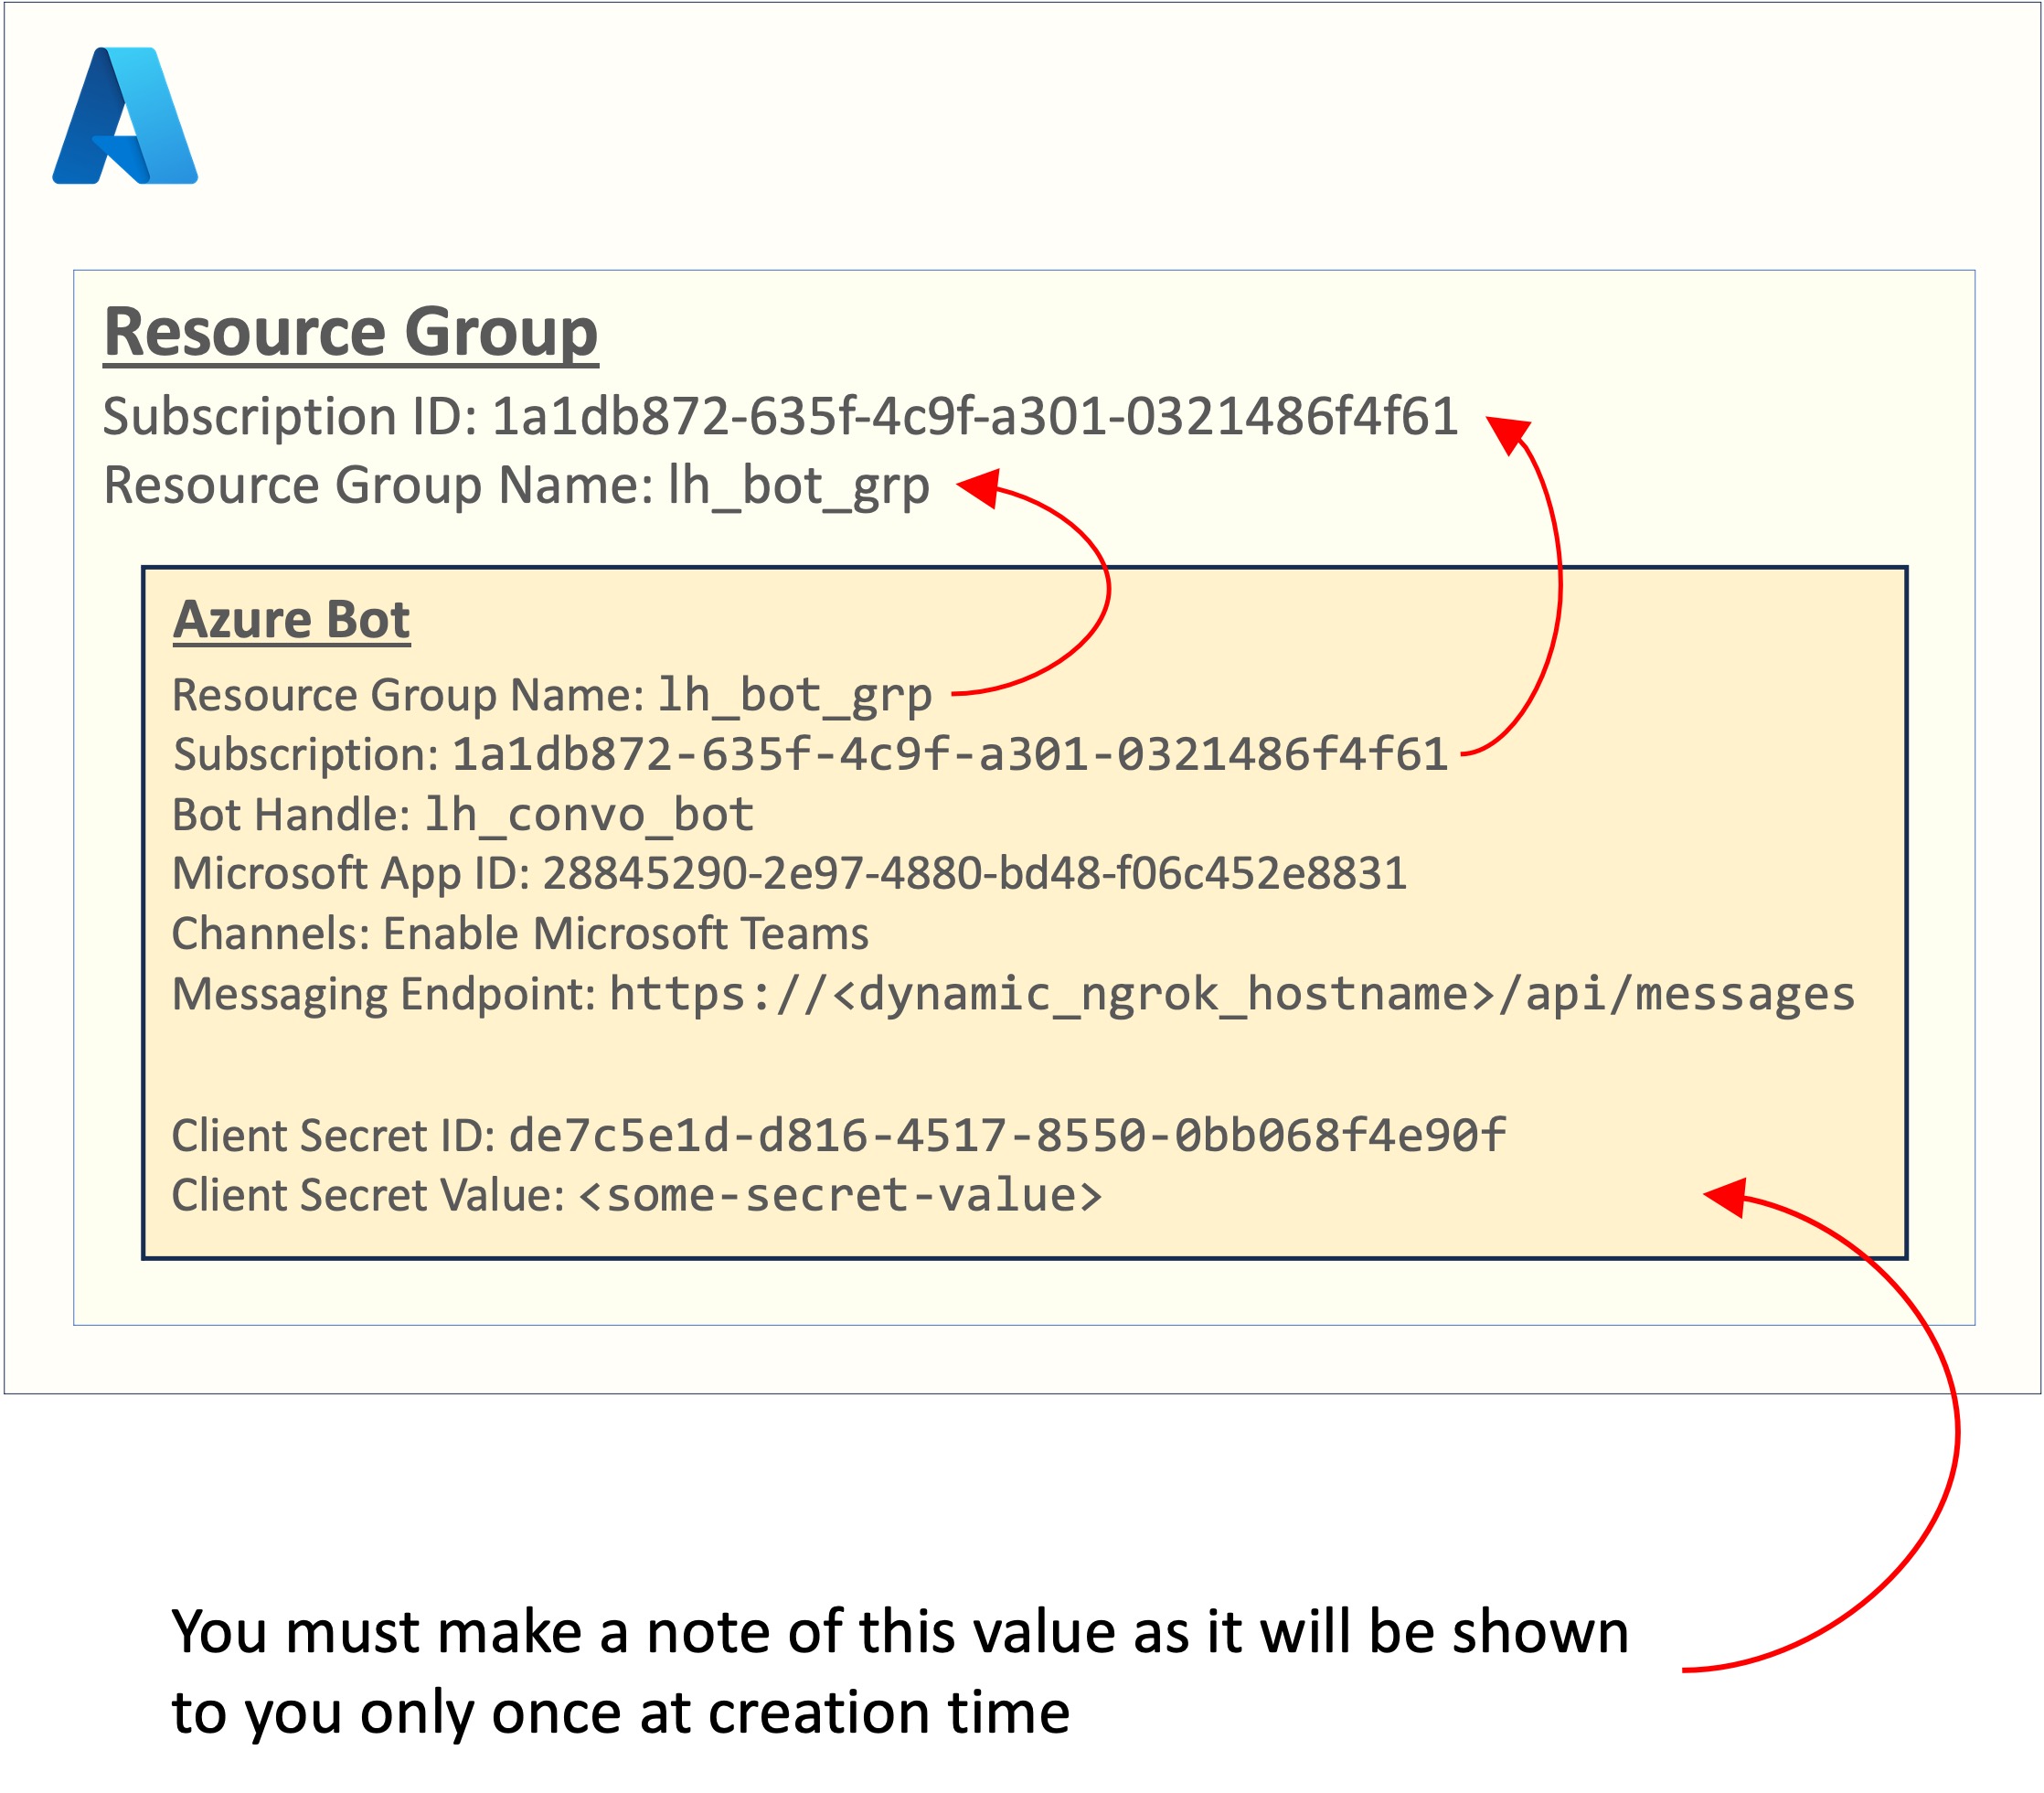 Resource Group
Subscription ID: 1a1db872-635f-4c9f-a301-0321486f4f61
Resource Group Name: lh_bot_grp
Azure Bot
Resource Group Name: lh_bot_grp
Subscription: 1a1db872-635f-4c9f-a301-0321486f4f61
Bot Handle: lh_convo_bot
Microsoft App ID: 28845290-2e97-4880-bd48-f06c452e8831
Channels: Enable Microsoft Teams
Messaging Endpoint: https://<dynamic_ngrok_hostname>/api/messages
Client Secret ID: de7c5e1d-d816-4517-8550-0bb068f4e90f
Client Secret Value: <some-secret-value>
You must make a note of this value as it will be shown
to you only once at creation time